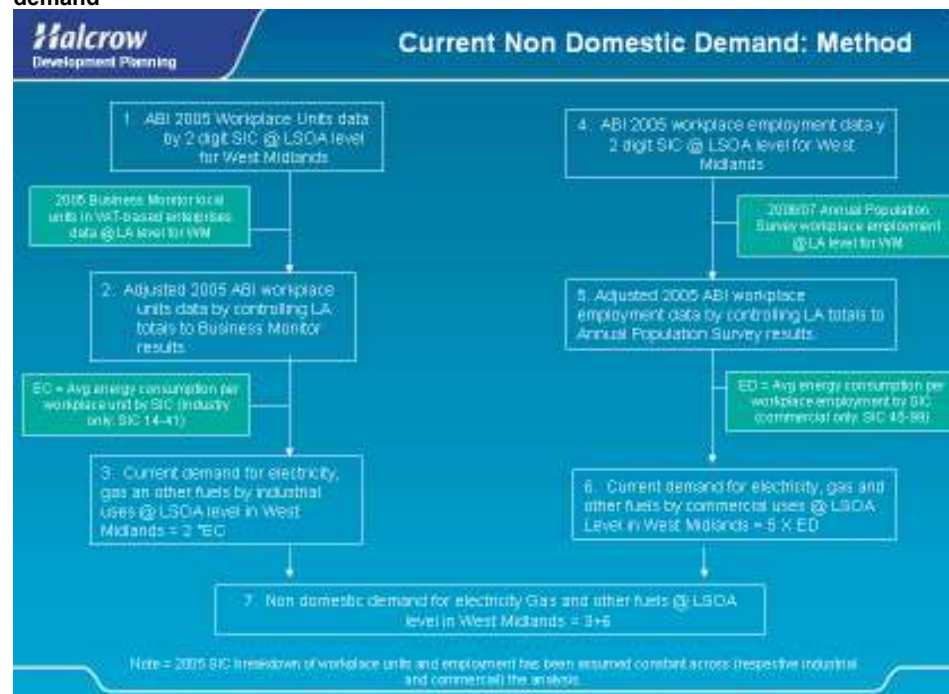 demand
Halcrow
Development Planning
Current Non Domestic Demand: Method
1. ABI 2005 Workplace Units data
by 2 digit SIC @ LSOA level
for West Midlands
4. ABI 2005 workplace employment data y
2 digit SIC @ LSOA level for West
Midlands
2005 Business Monitor local
units in VAT-based enterprises
data @ LA level for WM
2006/07 Annual Population
Survey workplace employment
@ LA level for WM
2. Adjusted 2005 ABI workplace
units data by controlling LA
totals to Business Monitor
results
5. Adjusted 2005 ABI workplace
employment data by controlling LA totals to
Annual Population Survey results
EC = Avg energy consumption per
workplace unit by SIC (Industry
only: SIC 14-41)
ED = Avg energy consumption per
workplace employment by SIC
(commercial only: SIC 45-99)
3. Current demand for electricity,
gas an other fuels by industrial
uses @ LSOA level in West
Midlands = 2 *EC
6. Current demand for electricity, gas and
other fuels by commercial uses @ LSOA
Level in West Midlands = 5 X ED
7. Non domestic demand for electricity Gas and other fuels @ LSOA
level in West Midlands = 3+6
Note = 2005 SIC breakdown of workplace units and employment has been assumed constant across (respective industrial
and commercial) the analysis.